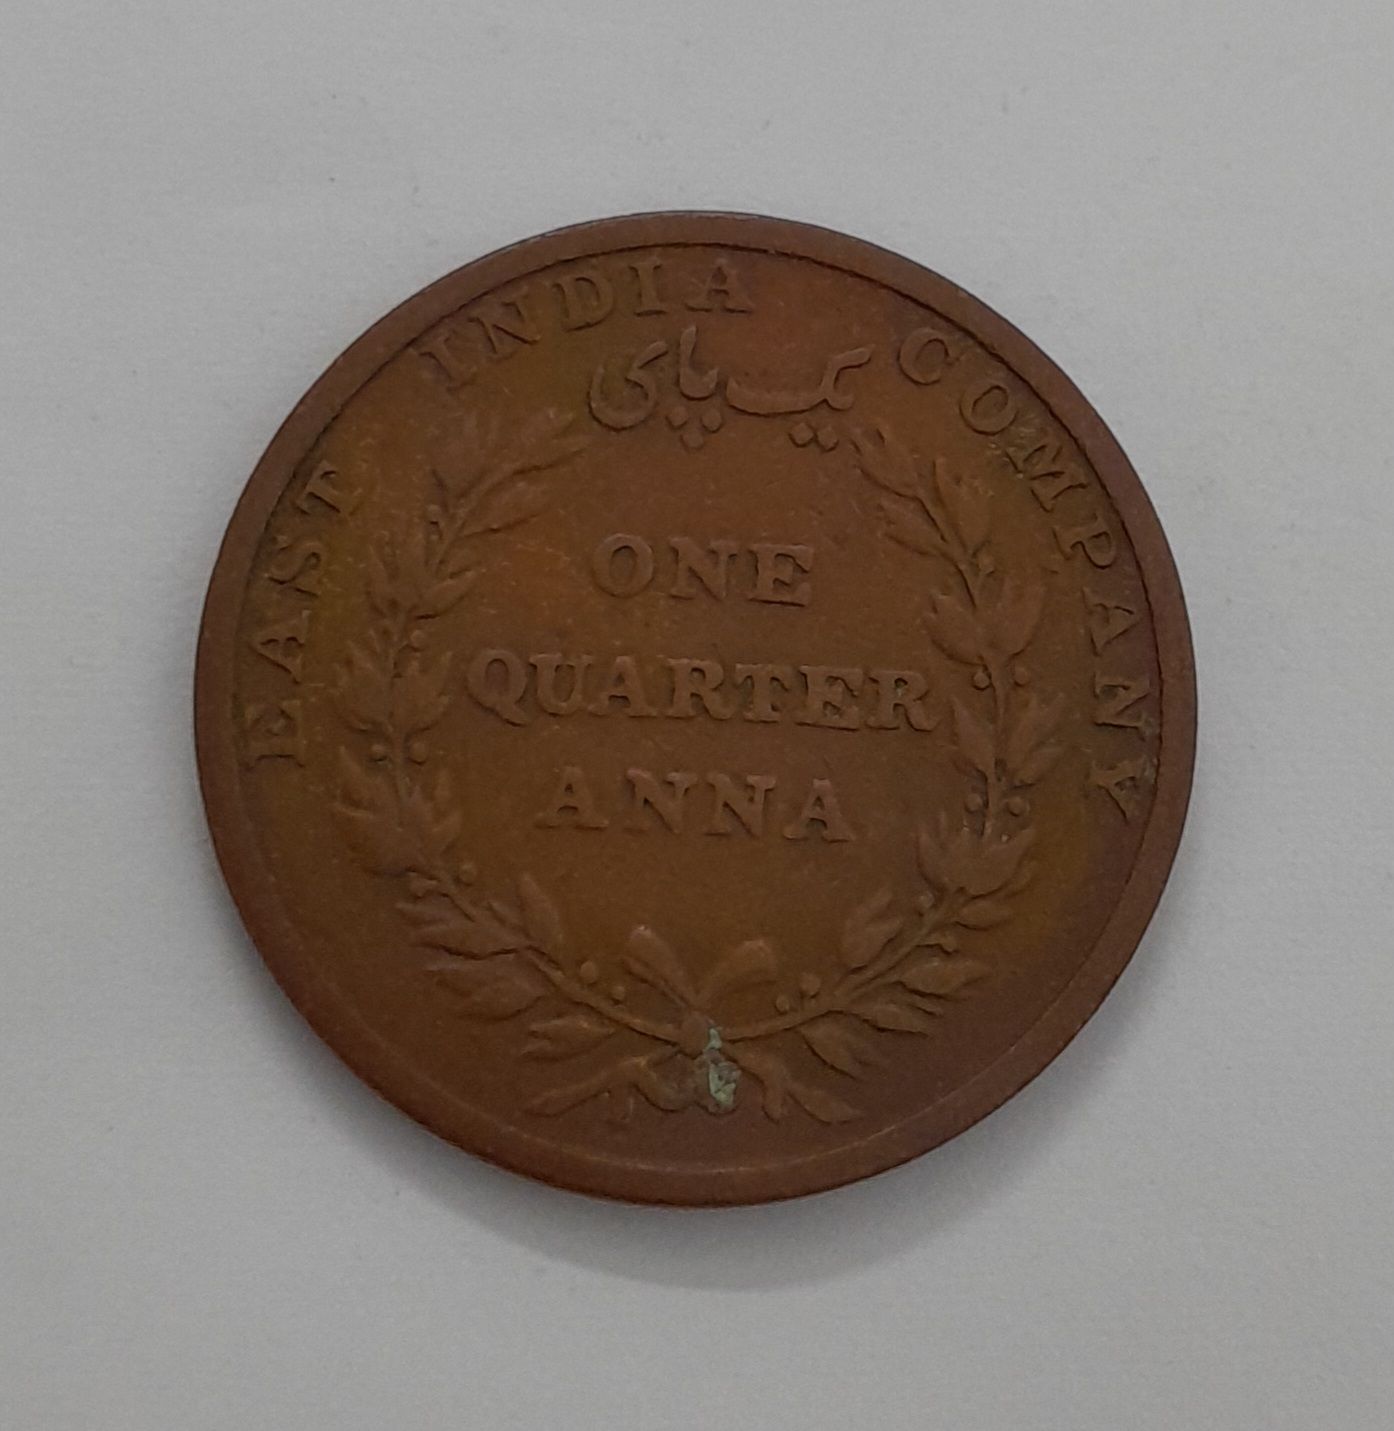 EAST INDIA COMPANY
یک پای
ONE
QUARTER
ANNA